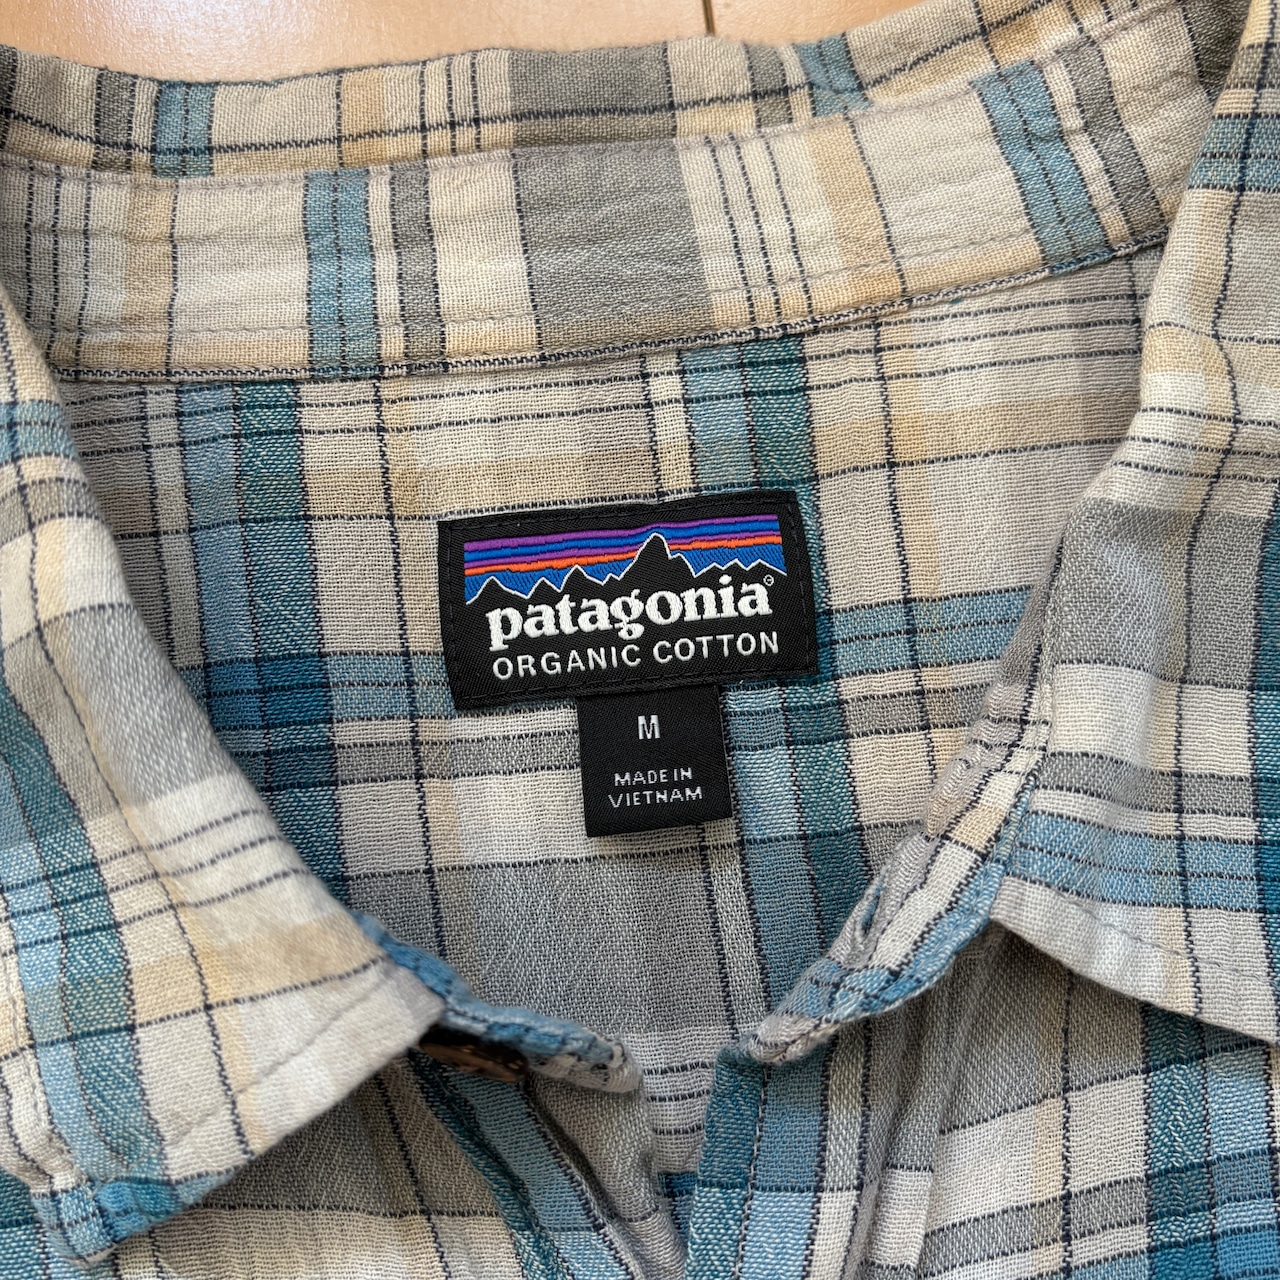 patagonia®
ORGANIC COTTON
M
MADE IN
VIETNAM